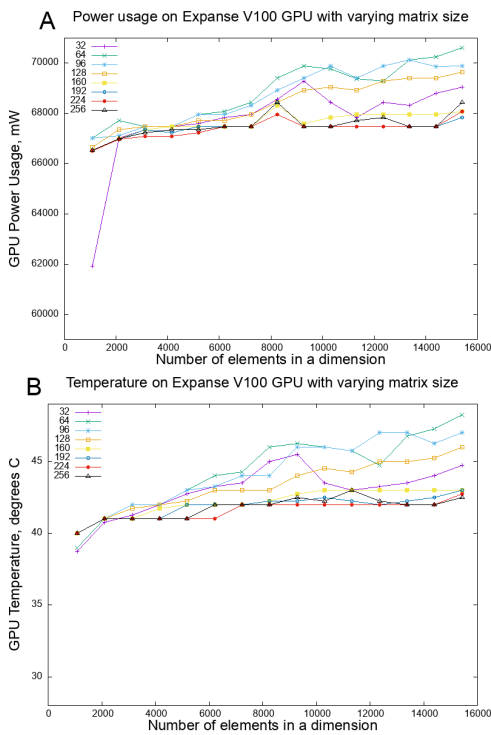 A
Power usage on Expanse V100 GPU with varying matrix size
GPU Power Usage, mW
70000
68000
66000
64000
62000
60000
32
64
96
128
160
192
224
256
0 2000 4000 6000 8000 10000 12000 14000 16000
Number of elements in a dimension
B
Temperature on Expanse V100 GPU with varying matrix size
GPU Temperature, degrees C
45
40
35
30
32
64
96
128
160
192
224
256
0 2000 4000 6000 8000 10000 12000 14000 16000
Number of elements in a dimension